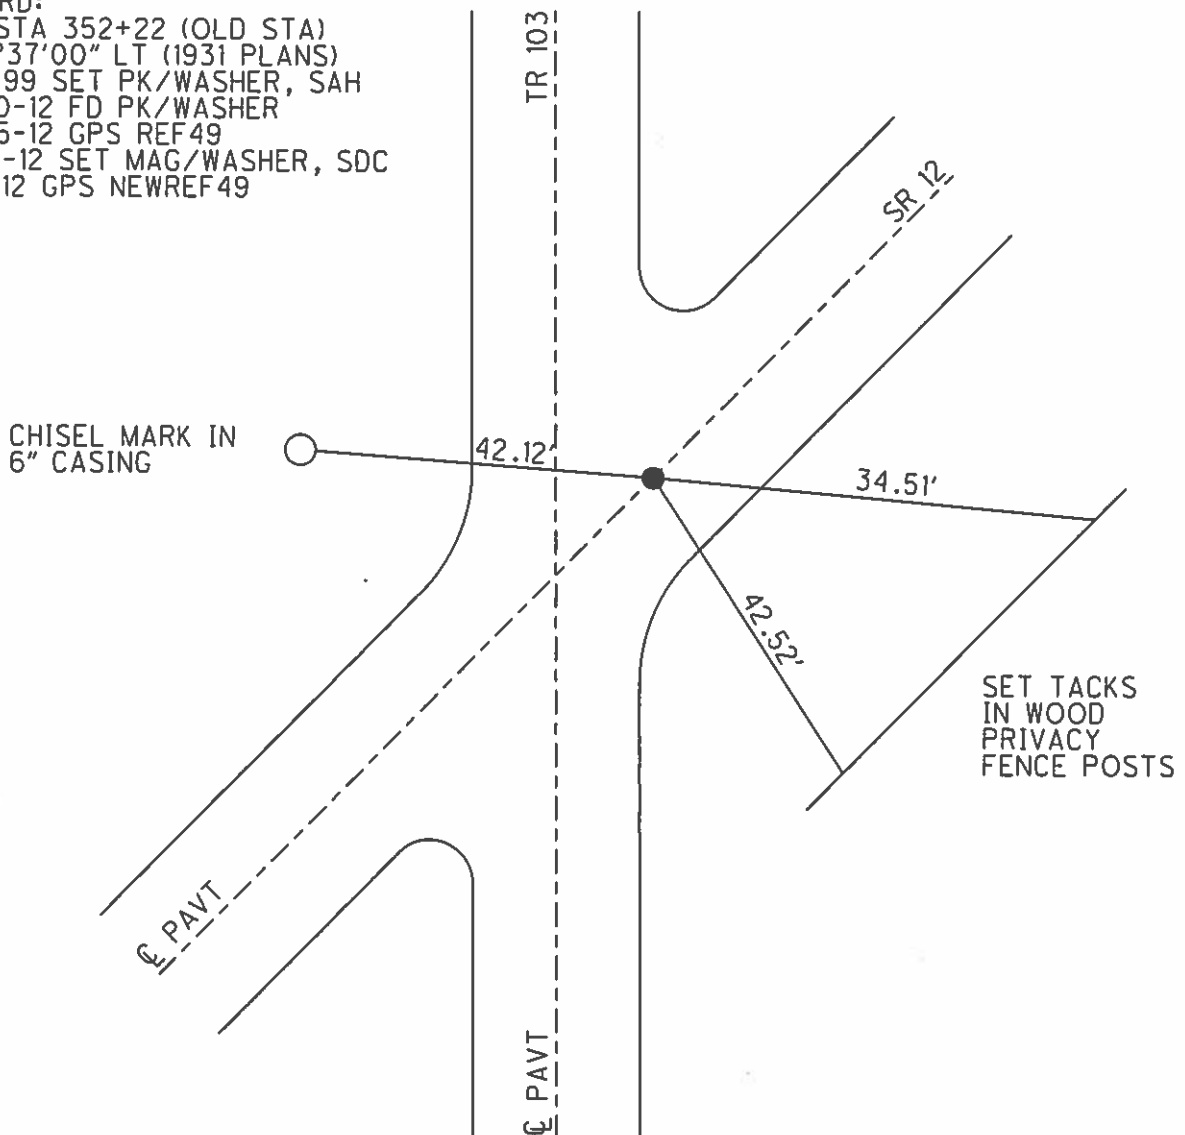 RD:
STA 352+22 (OLD STA)
°37'00" LT (1931 PLANS)
99 SET PK/WASHER, SAH
0-12 FD PK/WASHER
5-12 GPS REF49
-12 SET MAG/WASHER, SDC
12 GPS NEWREF49
TR 103
SR 12
CHISEL MARK IN
6" CASING
42.12'
34.51'
42.52'
SET TACKS
IN WOOD
PRIVACY
FENCE POSTS
℄ PAVT
℄ PAVT